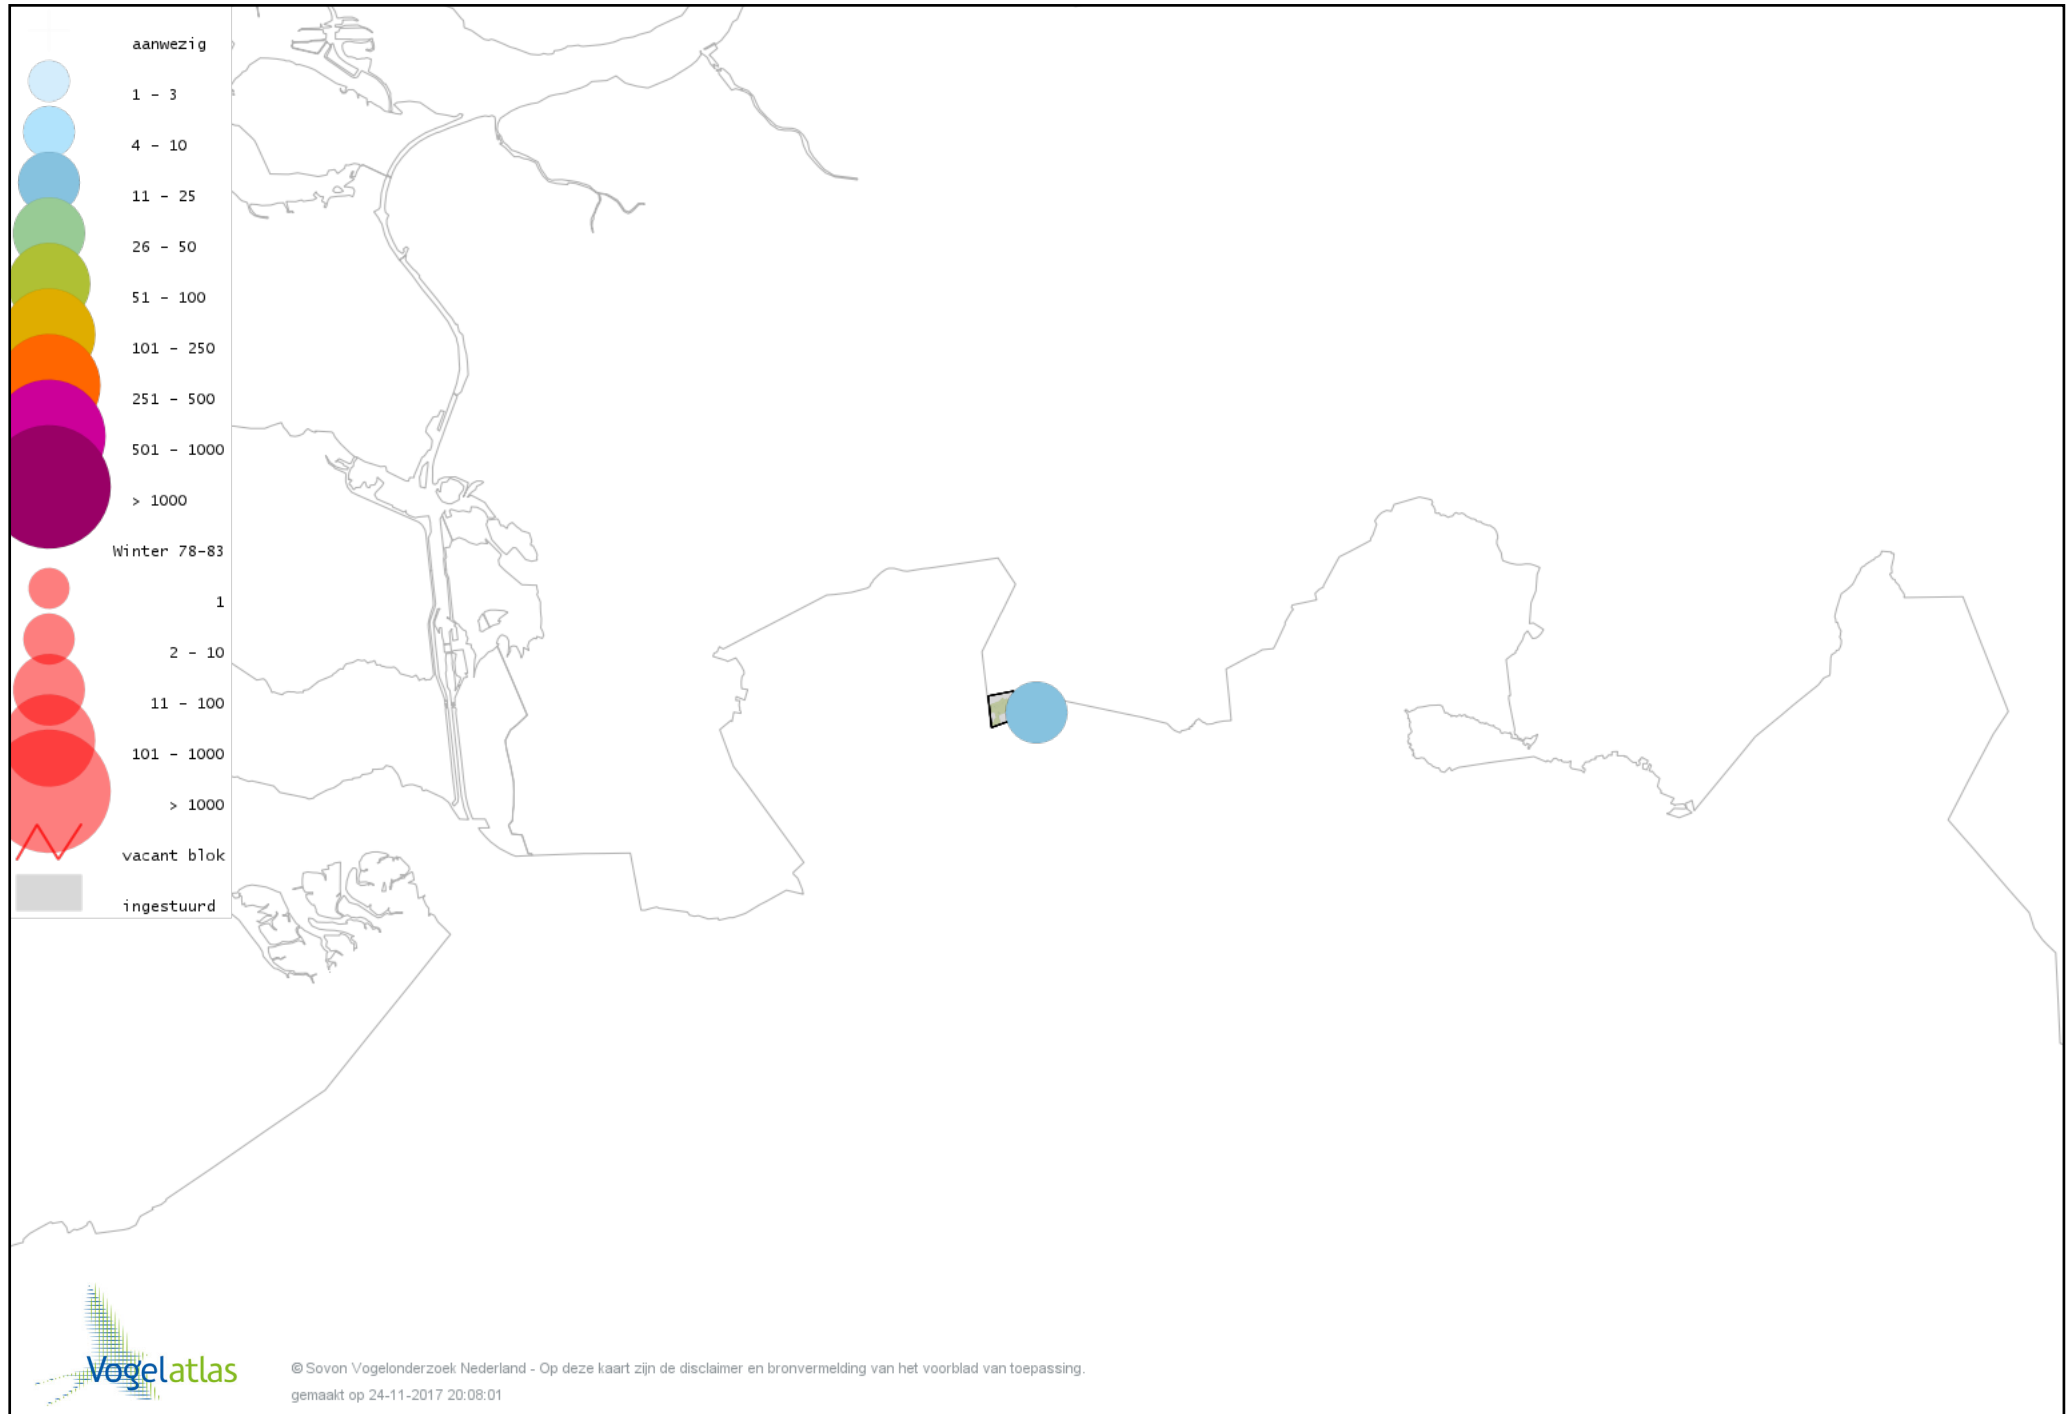 aanwezig
1 – 3
4 – 10
11 – 25
26 – 50
51 – 100
101 – 250
251 – 500
501 – 1000
> 1000
Winter 78-83
1
2 – 10
11 – 100
101 – 1000
> 1000
vacant blok
ingestuurd
Vogelatlas
© Sovon Vogelonderzoek Nederland - Op deze kaart zijn de disclaimer en bronvermelding van het voorblad van toepassing.
gemaakt op 24-11-2017 20:08:01